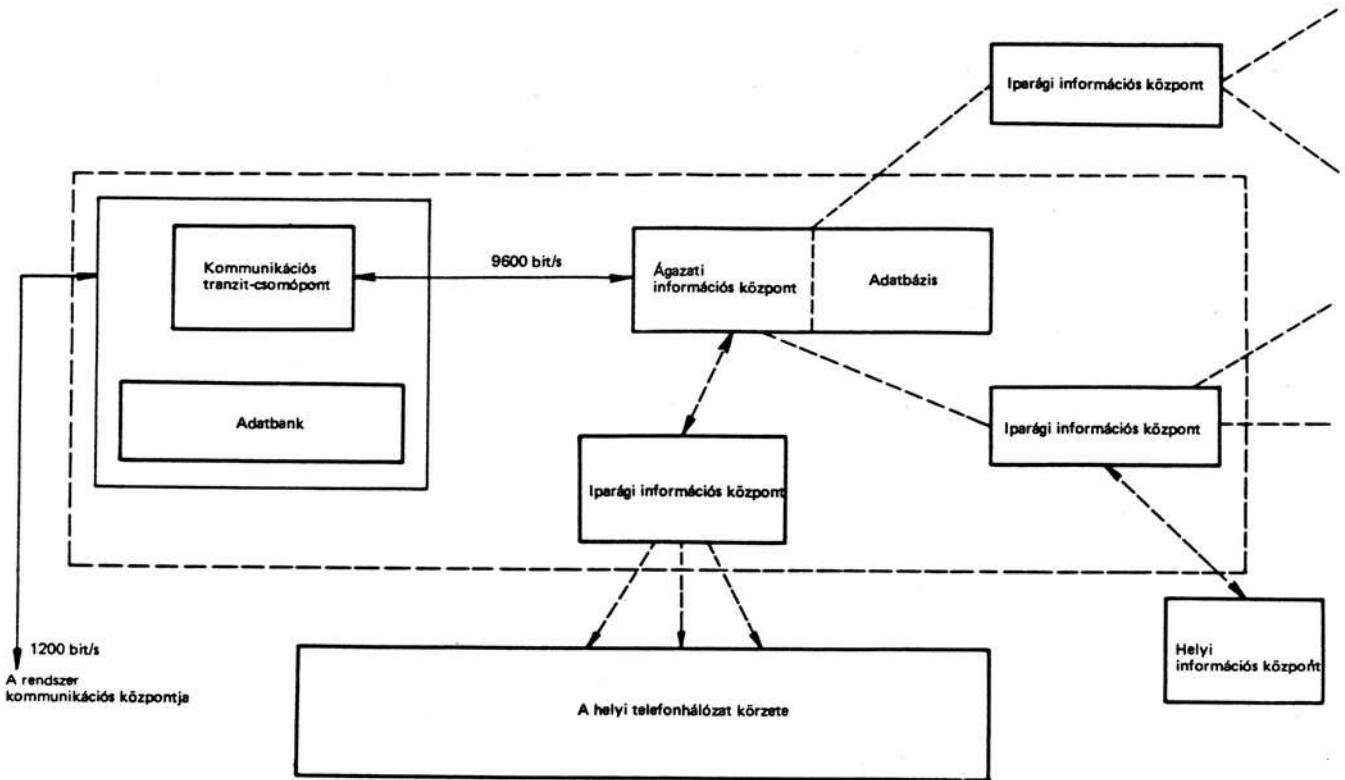 Iparági információs központ
Kommunikációs
tranzit-csomópont
9600 bit/s
Ágazati
információs központ
Adatbázis
Adatbank
Iparági információs központ
Iparági információs központ
1200 bit/s
A rendszer
kommunikációs központja
Helyi
információs központ
A helyi telefonhálózat körzete